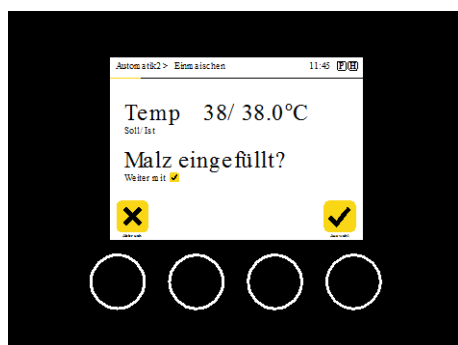 Automatik2> Einmaischen 11:45 P H
Temp 38/ 38.0°C
Soll/Ist
Malz eingefüllt?
Weiter mit